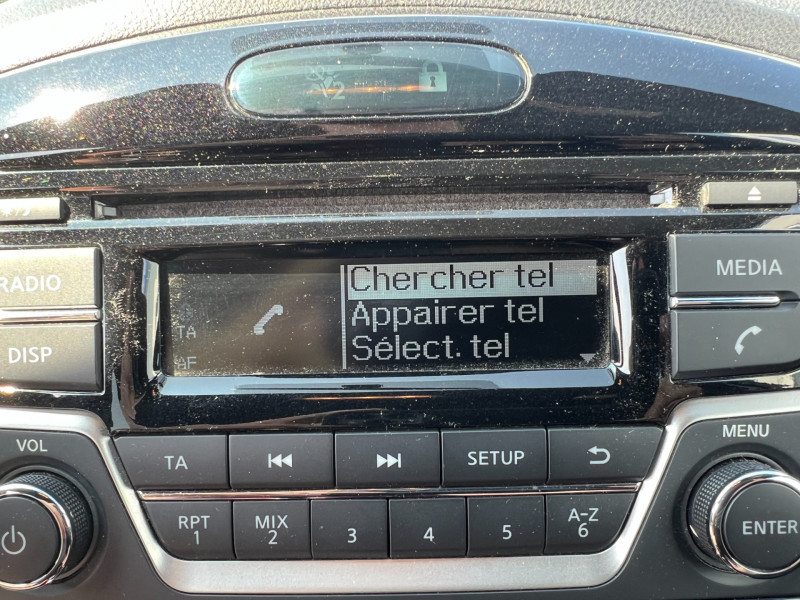 2
RADIO
DISP
TA
AF
Chercher tel
Appairer tel
Sélect. tel
MEDIA
VOL
MENU
TA
SETUP
RPT
1
MIX
2
3
4
5
A-Z
6
ENTER